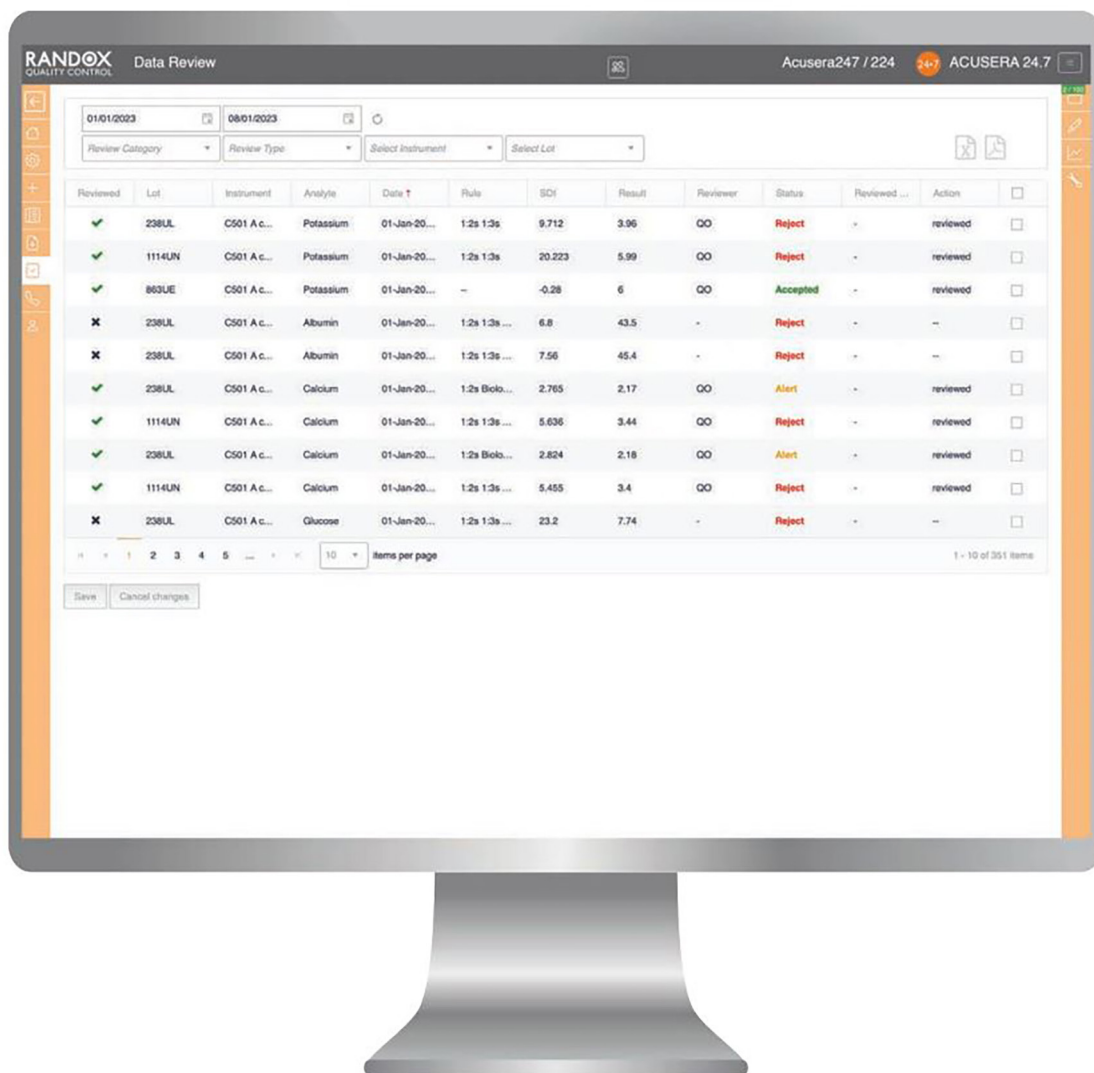 RANDOX
QUALITY CONTROL
Data Review
Acusera247 / 224
24•7
ACUSERA 24.7
2 / 100
01/01/2023 08/01/2023
Review Category Review Type Select Instrument Select Lot
Reviewed Lot Instrument Analyte Date Rule SDI Result Reviewer Status Reviewed ... Action
238UL C501 A c... Potassium 01-Jan-20... 1:2s 1:3s 9.712 3.96 QO Reject - reviewed
1114UN C501 A c... Potassium 01-Jan-20... 1:2s 1:3s 20.223 5.99 QO Reject - reviewed
863UE C501 A c... Potassium 01-Jan-20... -- -0.28 6 QO Accepted - reviewed
238UL C501 A c... Albumin 01-Jan-20... 1:2s 1:3s ... 6.8 43.5 - Reject - --
238UL C501 A c... Albumin 01-Jan-20... 1:2s 1:3s ... 7.56 45.4 - Reject - --
238UL C501 A c... Calcium 01-Jan-20... 1:2s Biolo... 2.765 2.17 QO Alert - reviewed
1114UN C501 A c... Calcium 01-Jan-20... 1:2s 1:3s ... 5.636 3.44 QO Reject - reviewed
238UL C501 A c... Calcium 01-Jan-20... 1:2s Biolo... 2.824 2.18 QO Alert - reviewed
1114UN C501 A c... Calcium 01-Jan-20... 1:2s 1:3s ... 5.455 3.4 QO Reject - reviewed
238UL C501 A c... Glucose 01-Jan-20... 1:2s 1:3s ... 23.2 7.74 - Reject - --
1 2 3 4 5 ... 10 items per page 1 - 10 of 351 items
Save Cancel changes